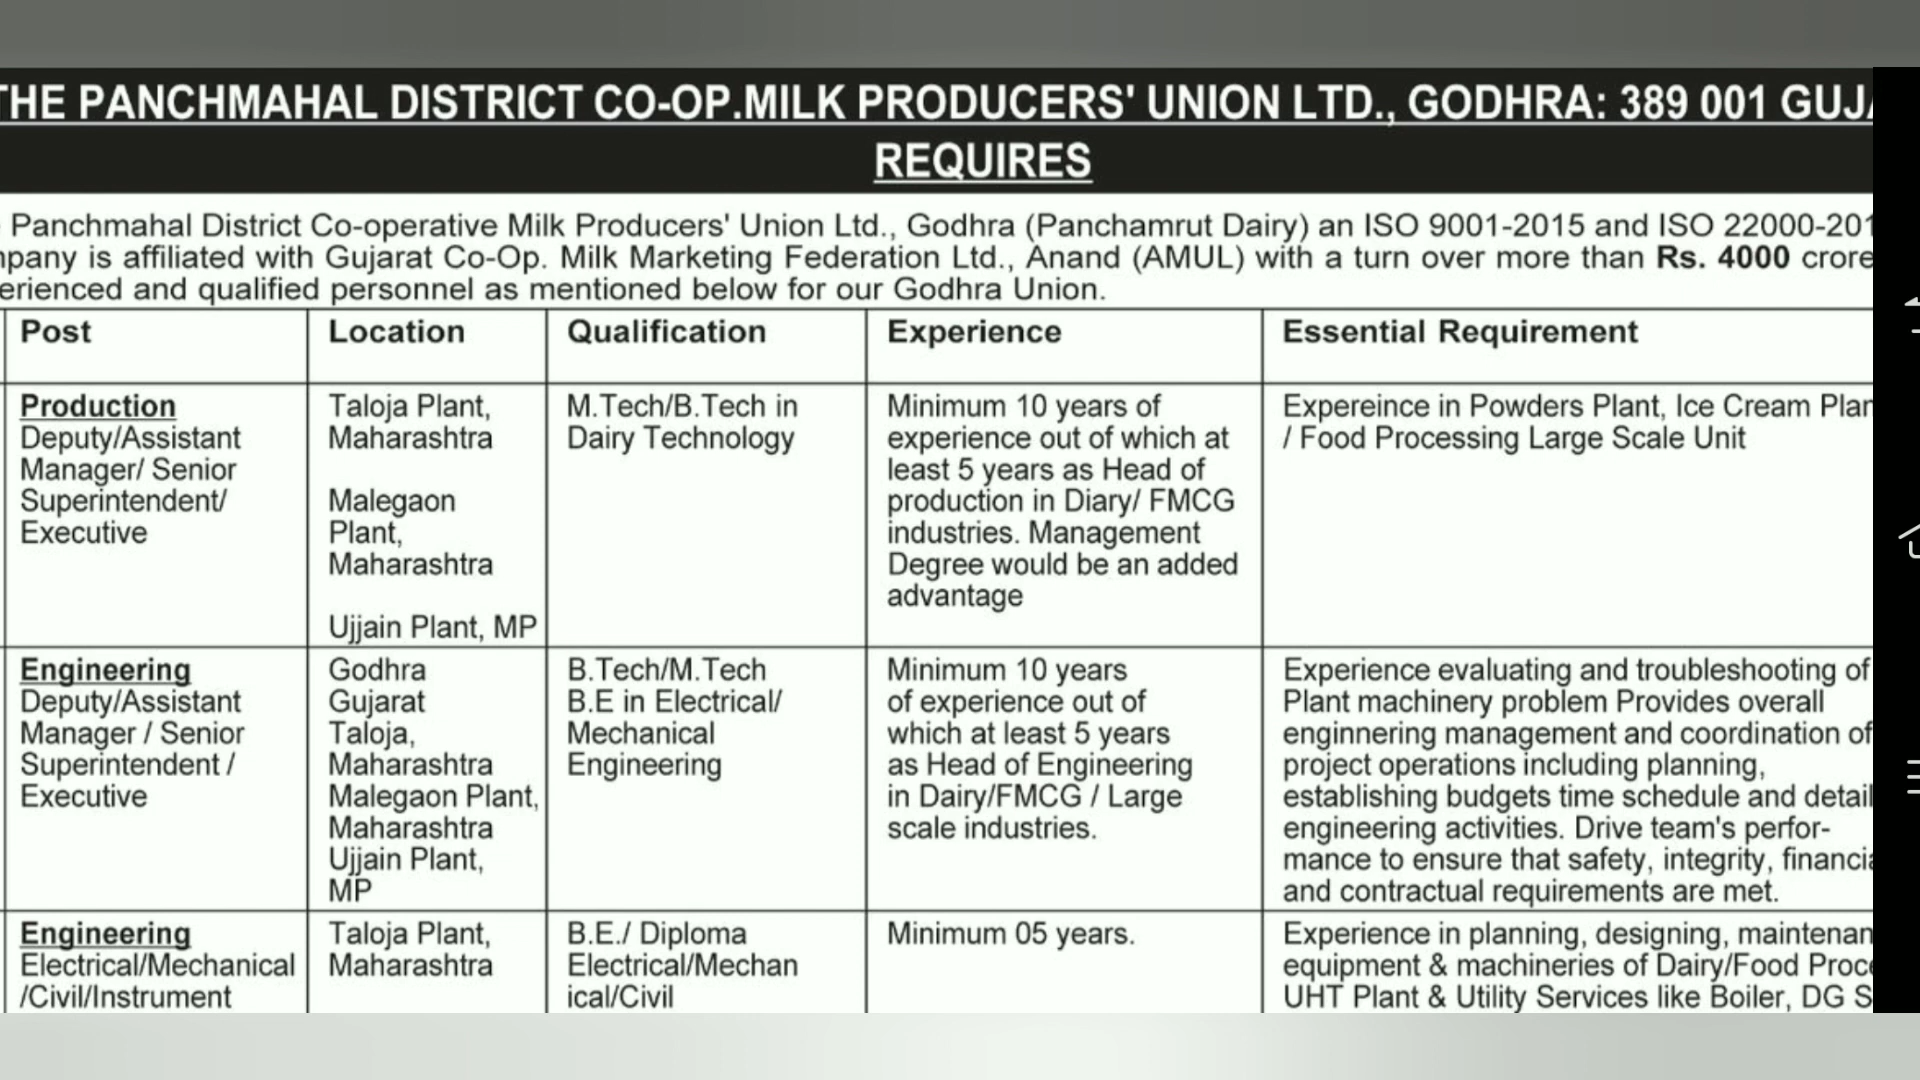 THE PANCHMAHAL DISTRICT CO-OP.MILK PRODUCERS' UNION LTD., GODHRA: 389 001
REQUIRES
Panchmahal District Co-operative Milk Producers' Union Ltd., Godhra (Panchamrut Dairy) an ISO 9001-2015 and ISO 22000-201
is affiliated with Gujarat Co-Op. Milk Marketing Federation Ltd., Anand (AMUL) with a turn over more than Rs. 4000 crore
and qualified personnel as mentioned below for our Godhra Union.
Post
Location
Qualification
Experience
Essential Requirement
Production
Deputy/Assistant
Manager/ Senior
Superintendent/
Executive
Taloja Plant,
Maharashtra
Malegaon
Plant,
Maharashtra
Ujjain Plant, MP
M.Tech/B.Tech in
Dairy Technology
Minimum 10 years of
experience out of which at
least 5 years as Head of
production in Diary/ FMCG
industries. Management
Degree would be an added
advantage
Expereince in Powders Plant, Ice Cream
/ Food Processing Large Scale Unit
Engineering
Deputy/Assistant
Manager / Senior
Superintendent /
Executive
Godhra
Gujarat
Taloja,
Maharashtra
Malegaon Plant,
Maharashtra
Ujjain Plant,
MP
B.Tech/M.Tech
B.E in Electrical/
Mechanical
Engineering
Minimum 10 years
of experience out of
which at least 5 years
as Head of Engineering
in Dairy/FMCG / Large
scale industries.
Experience evaluating and troubleshooting of
Plant machinery problem Provides overall
enginnering management and coordination of
project operations including planning,
establishing budgets time schedule and detail
engineering activities. Drive team's perfor-
mance to ensure that safety, integrity,
and contractual requirements are met.
Engineering
Electrical/Mechanical
/Civil/Instrument
Taloja Plant,
Maharashtra
B.E./ Diploma
Electrical/Mechan
ical/Civil
Minimum 05 years.
Experience in planning, designing,
equipment & machineries of Dairy/Food
UHT Plant & Utility Services like Boiler, DG